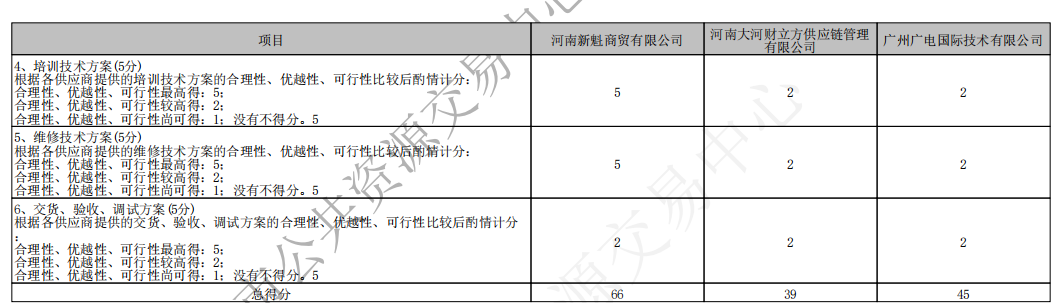 项目 河南新魁商贸有限公司 河南大河财立方供应链管理有限公司 广州广电国际技术有限公司
4、培训技术方案(5分)
根据各供应商提供的培训技术方案的合理性、优越性、可行性比较后酌情计分：
合理性、优越性、可行性最高得：5；
合理性、优越性、可行性较高得：2；
合理性、优越性、可行性尚可得：1；没有不得分。5
5 2 2
5、维修技术方案(5分)
根据各供应商提供的维修技术方案的合理性、优越性、可行性比较后酌情计分：
合理性、优越性、可行性最高得：5；
合理性、优越性、可行性较高得：2；
合理性、优越性、可行性尚可得：1；没有不得分。5
5 2 2
6、交货、验收、调试方案(5分)
根据各供应商提供的交货、验收、调试方案的合理性、优越性、可行性比较后酌情计分
：
合理性、优越性、可行性最高得：5；
合理性、优越性、可行性较高得：2；
合理性、优越性、可行性尚可得：1；没有不得分。5
2 2 2
总得分 66 39 45
市公共资源交易中心
源交易中心